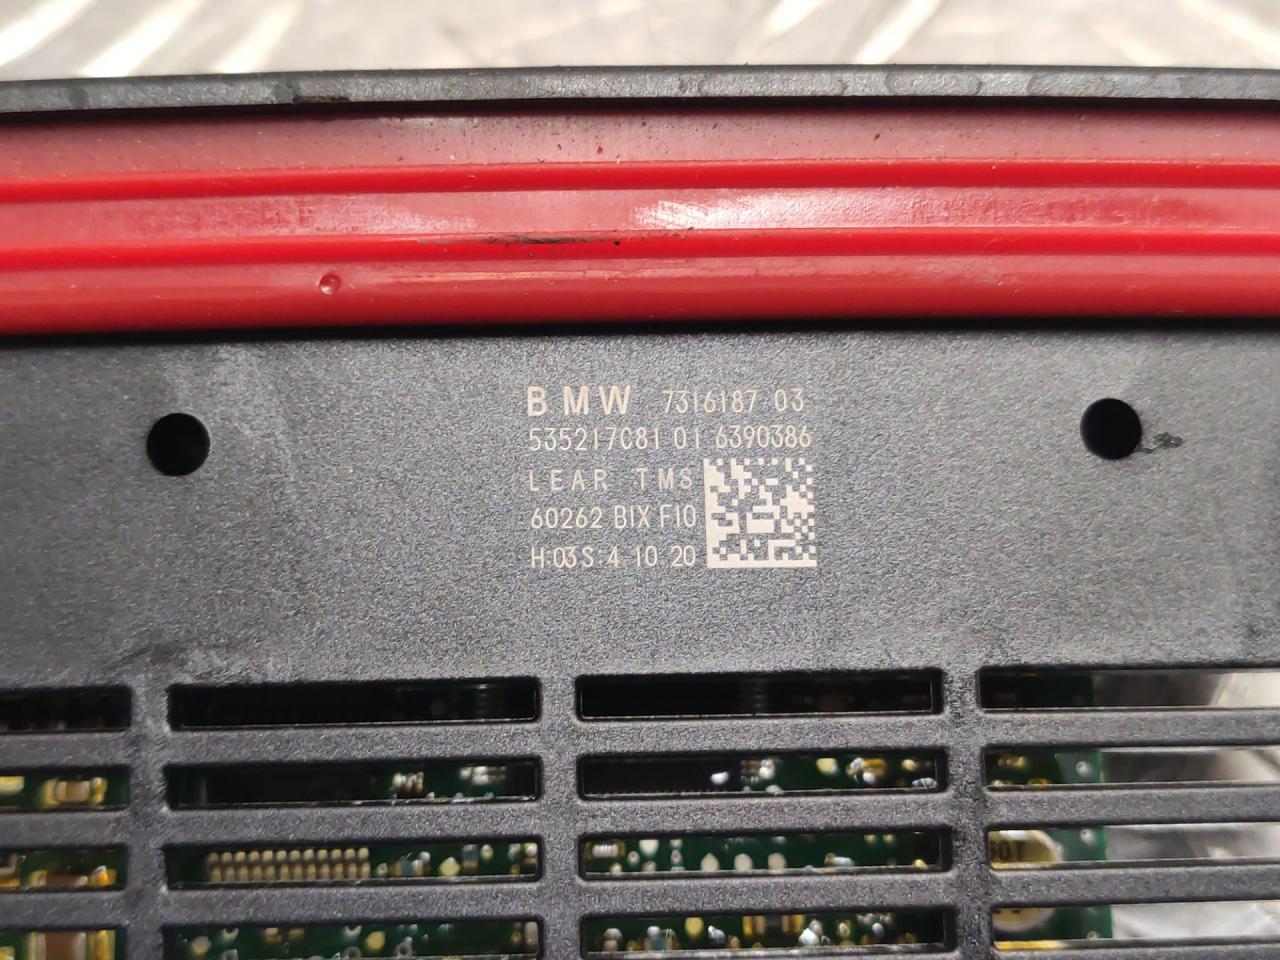 BMW 7316187 03
535217C81 01 6390386
LEAR TMS
60262 BIX F10
H:03 S:4 10.20